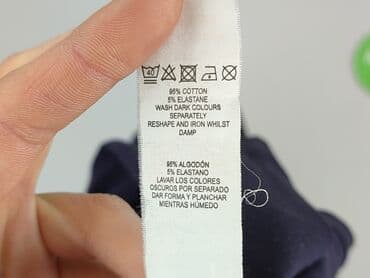 40
95% COTTON
5% ELASTANE
WASH DARK COLOURS
SEPARATELY
RESHAPE AND IRON WHILST
DAMP
95% ALGODÓN
5% ELASTANO
LAVAR LOS COLORES
OSCUROS POR SEPARADO
DAR FORMA Y PLANCHAR
MIENTRAS HÚMEDO